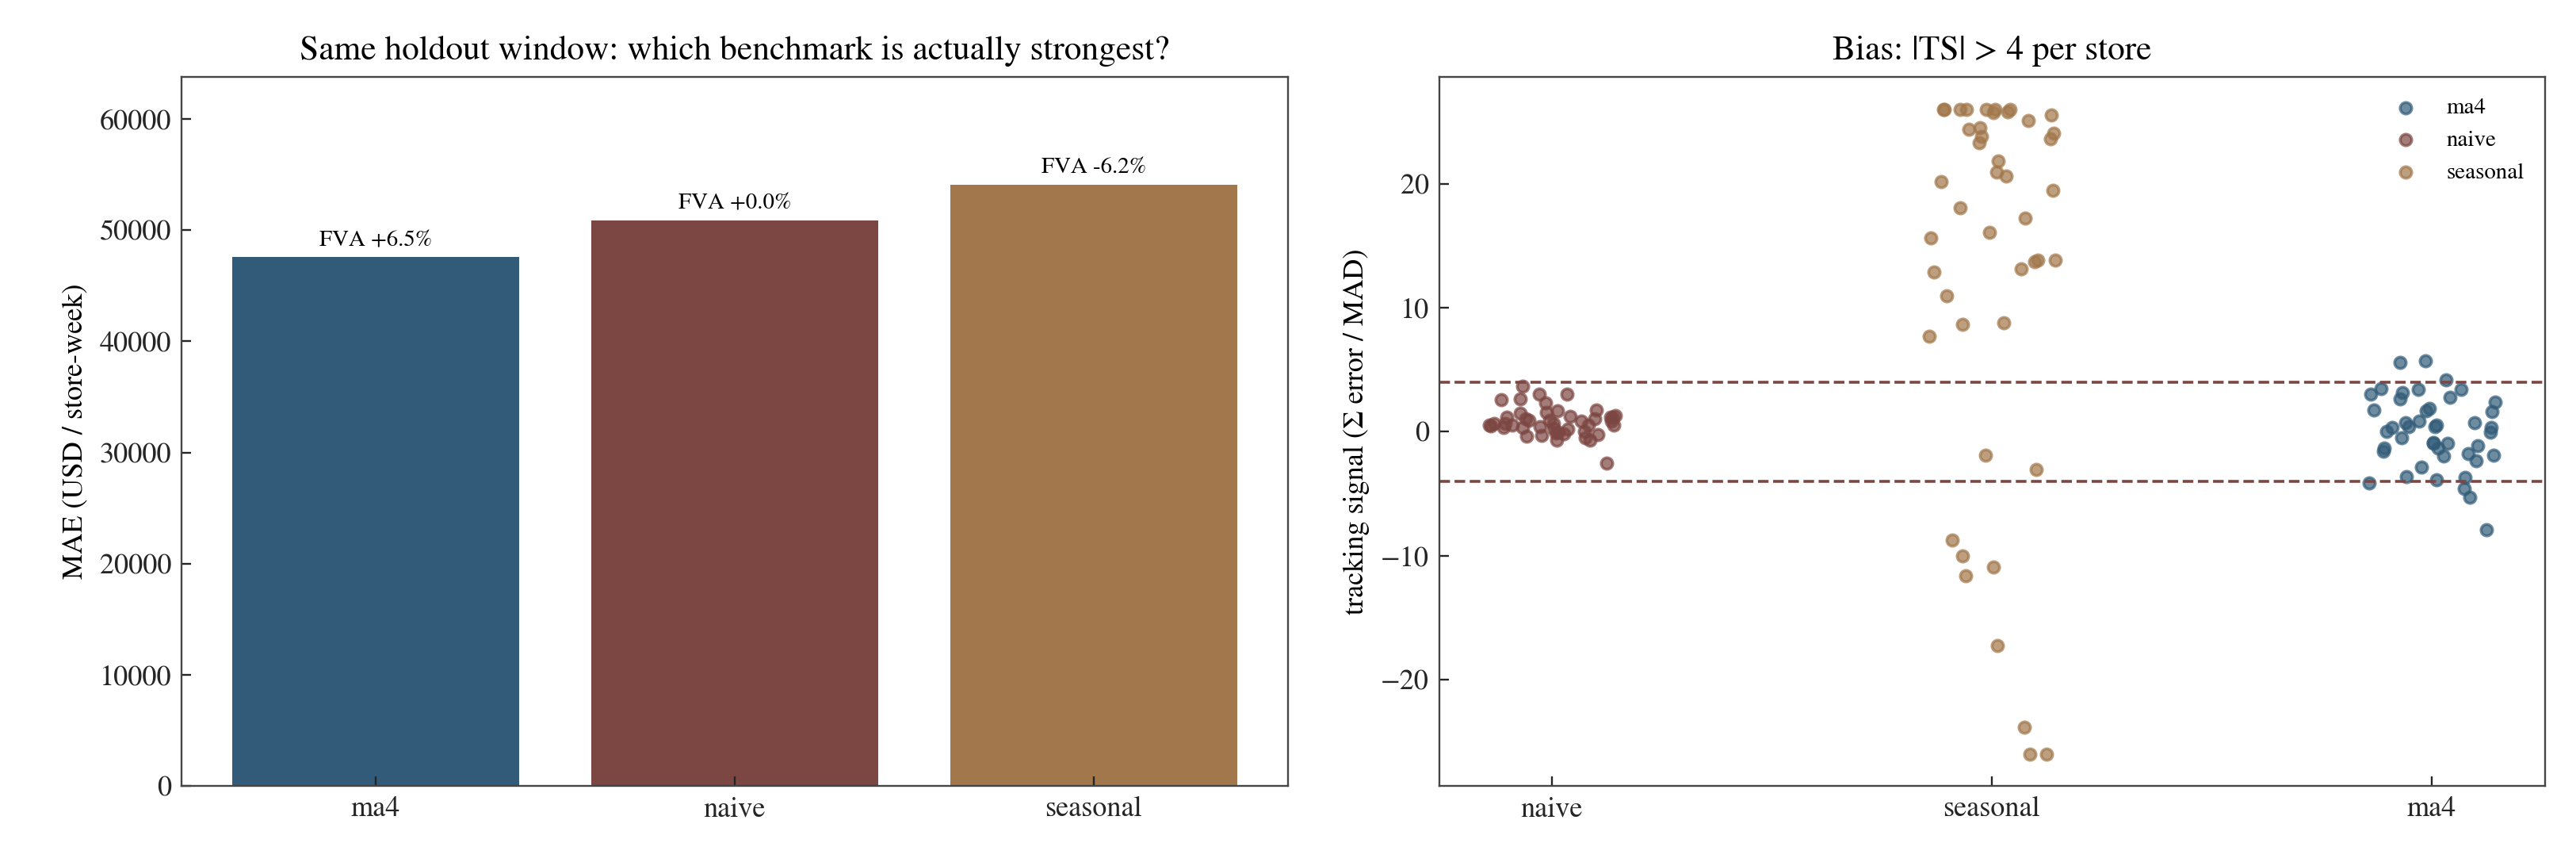 Same holdout window: which benchmark is actually strongest?
MAE (USD / store-week)
60000
50000
40000
30000
20000
10000
0
FVA +6.5%
FVA +0.0%
FVA -6.2%
ma4
naive
seasonal
Bias: |TS| > 4 per store
tracking signal (Σ error / MAD)
20
10
0
−10
−20
ma4
naive
seasonal
naive
seasonal
ma4